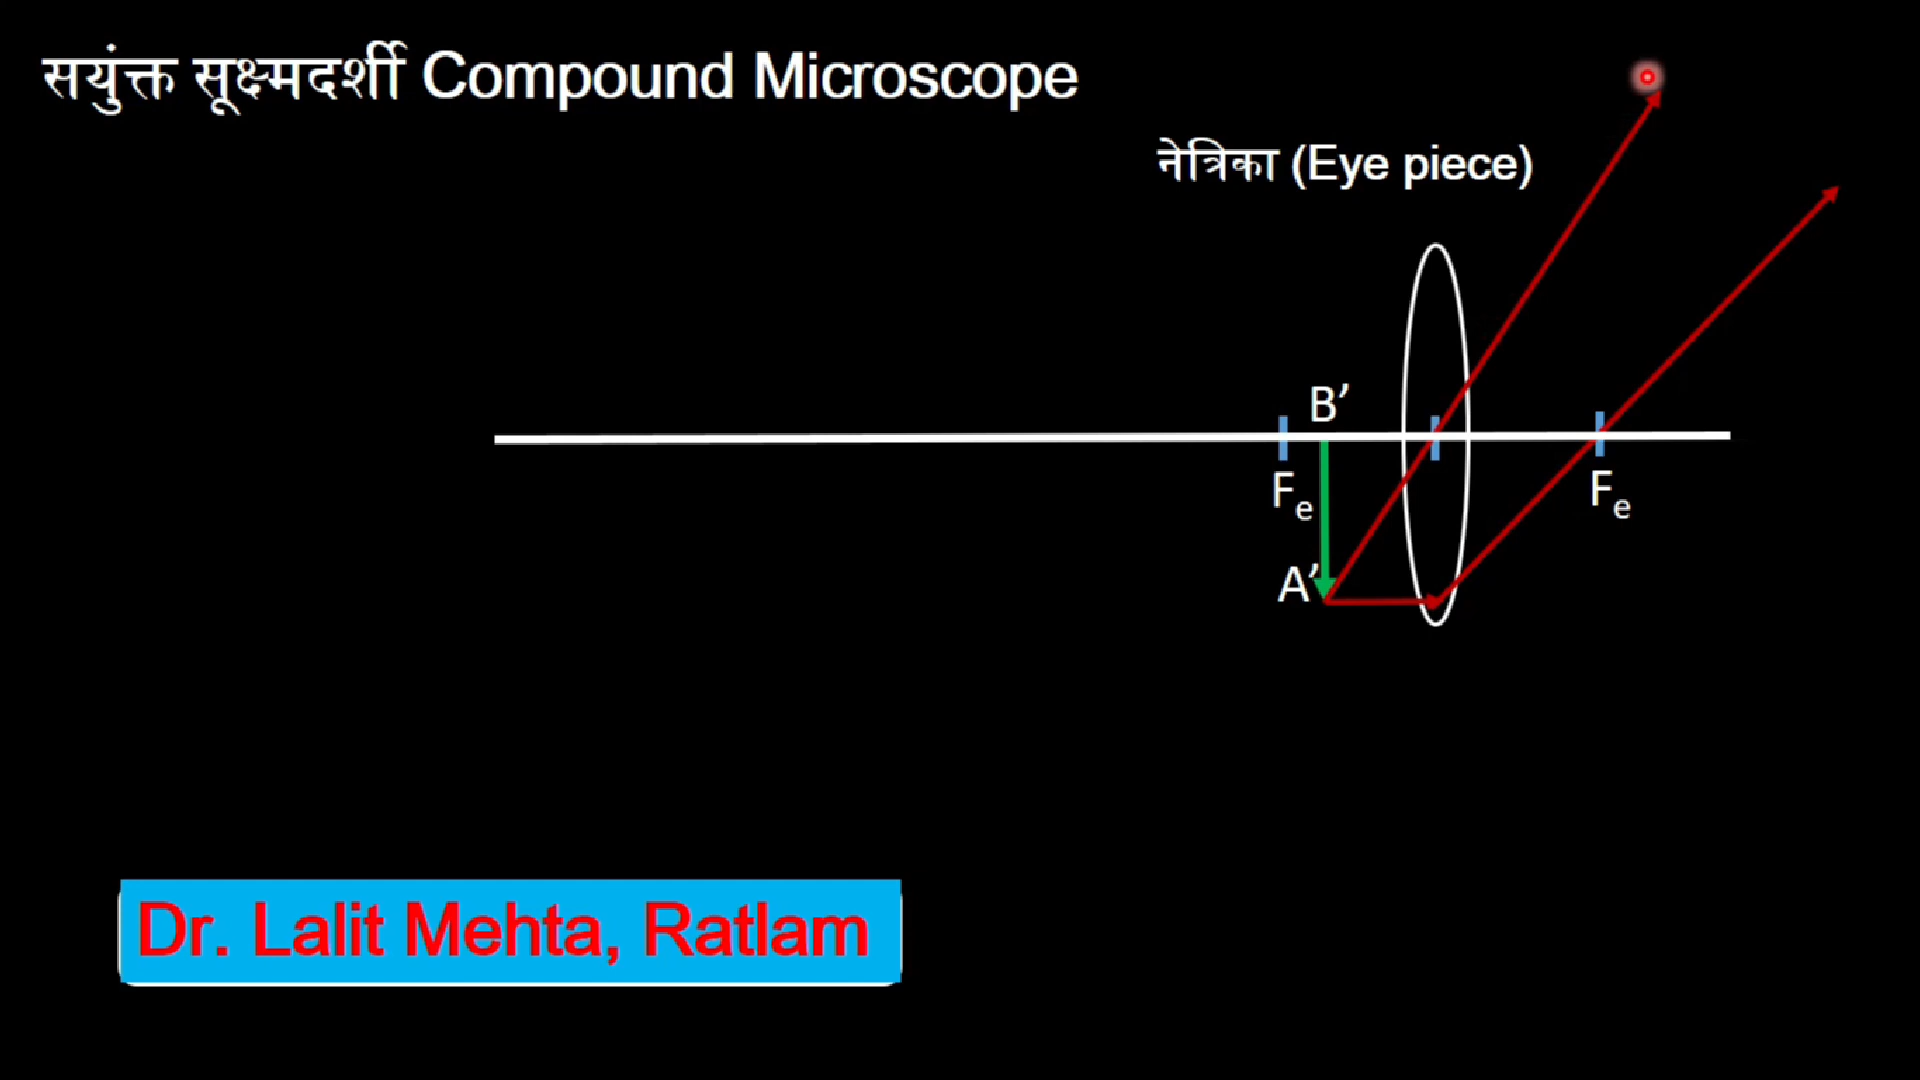 सयुंक्त सूक्ष्मदर्शी Compound Microscope
नेत्रिका (Eye piece)
B’
Fe
Fe
A’
Dr. Lalit Mehta, Ratlam